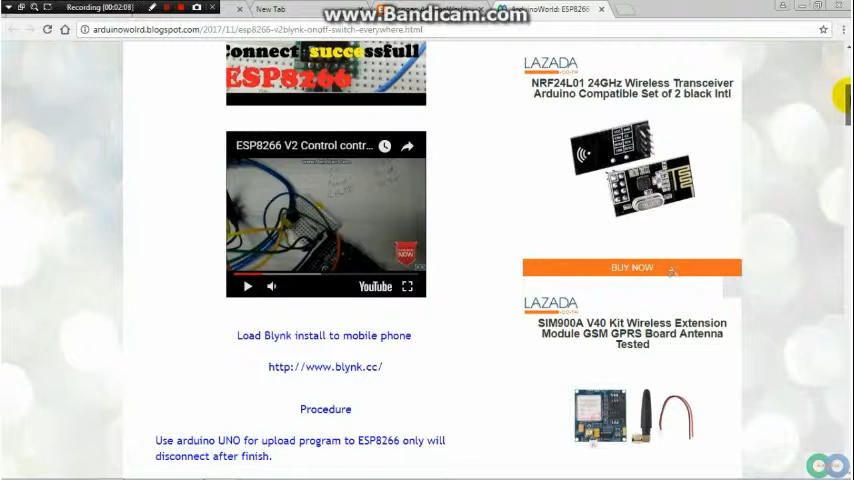 Recording [00:02:08]
New Tab
www.Bandicam.com
ArduinoWorld: ESP8266
arduinowolrd.blogspot.com/2017/11/esp8266-v2blynk-onoff-switch-everywhere.html
Connect successfull
ESP8266
ESP8266 V2 Control contr...
NOW
YouTube
Load Blynk install to mobile phone
http://www.blynk.cc/
Procedure
Use arduino UNO for upload program to ESP8266 only will
disconnect after finish.
LAZADA
NRF24L01 24GHz Wireless Transceiver
Arduino Compatible Set of 2 black Intl
BUY NOW
LAZADA
SIM900A V40 Kit Wireless Extension
Module GSM GPRS Board Antenna
Tested